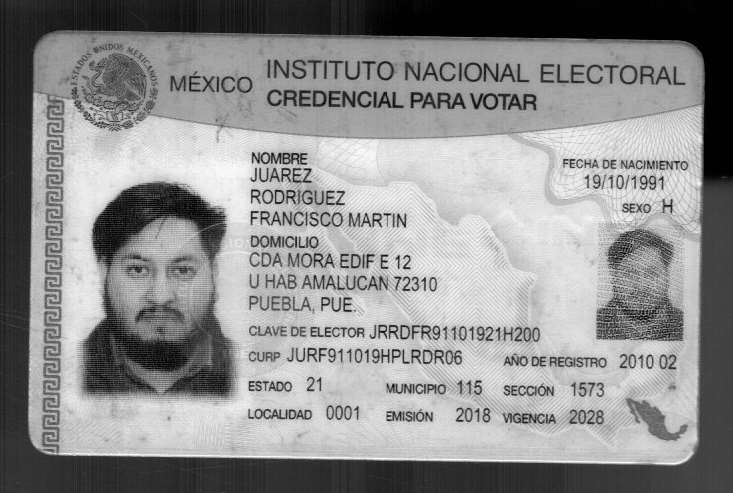 ESTADOS UNIDOS MEXICANOS
MÉXICO
INSTITUTO NACIONAL ELECTORAL
CREDENCIAL PARA VOTAR
NOMBRE
JUAREZ
RODRIGUEZ
FRANCISCO MARTIN
FECHA DE NACIMIENTO
19/10/1991
SEXO H
DOMICILIO
CDA MORA EDIF E 12
U HAB AMALUCAN 72310
PUEBLA, PUE.
CLAVE DE ELECTOR JRRDFR91101921H200
CURP JURF911019HPLRDR06 AÑO DE REGISTRO 2010 02
ESTADO 21 MUNICIPIO 115 SECCIÓN 1573
LOCALIDAD 0001 EMISIÓN 2018 VIGENCIA 2028